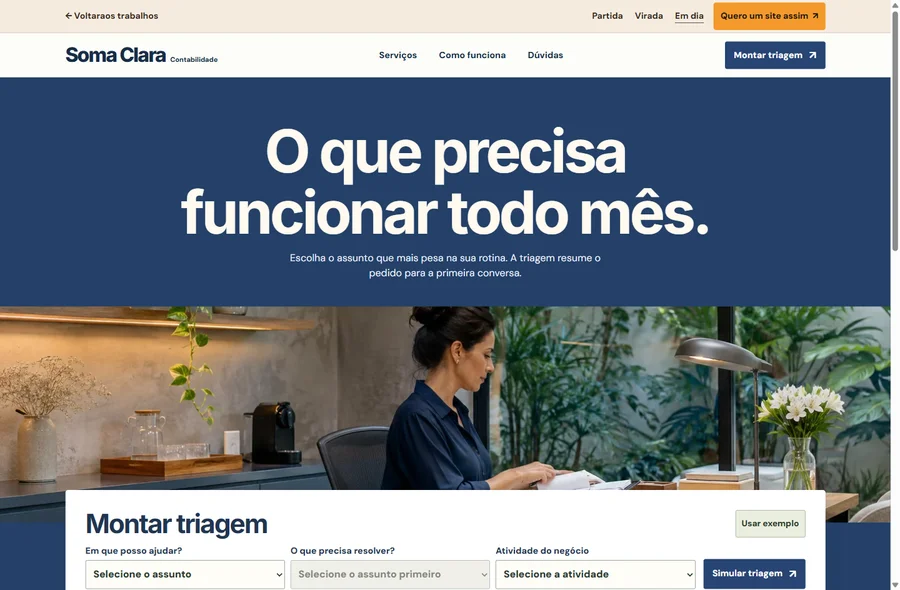 ← Voltaraos trabalhos
Partida Virada Em dia Quero um site assim ↗
Soma Clara Contabilidade
Serviços Como funciona Dúvidas
Montar triagem ↗
O que precisa
funcionar todo mês.
Escolha o assunto que mais pesa na sua rotina. A triagem resume o
pedido para a primeira conversa.
Montar triagem
Usar exemplo
Em que posso ajudar? O que precisa resolver? Atividade do negócio
Selecione o assunto Selecione o assunto primeiro Selecione a atividade Simular triagem ↗